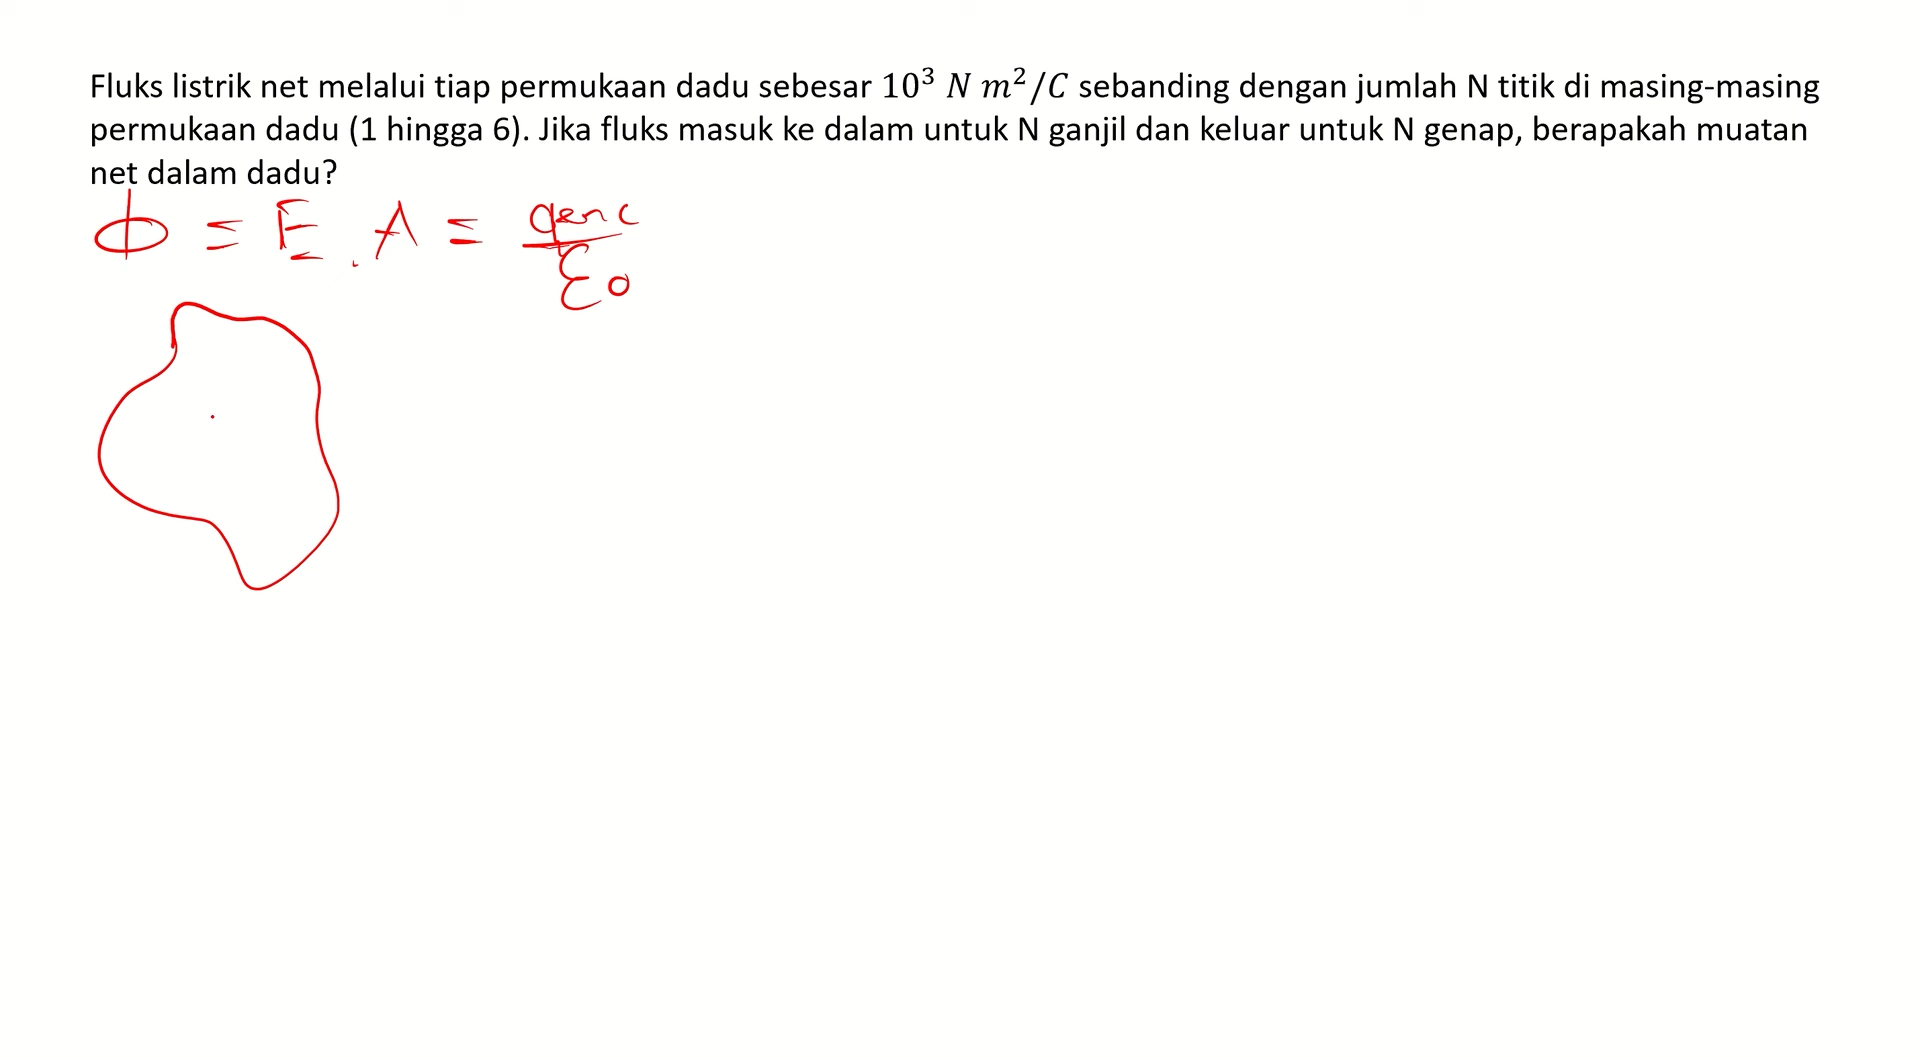 Fluks listrik net melalui tiap permukaan dadu sebesar 10³ N m²/C sebanding dengan jumlah N titik di masing-masing
permukaan dadu (1 hingga 6). Jika fluks masuk ke dalam untuk N ganjil dan keluar untuk N genap, berapakah muatan
net dalam dadu?
Φ = E . A = qenc / ε0